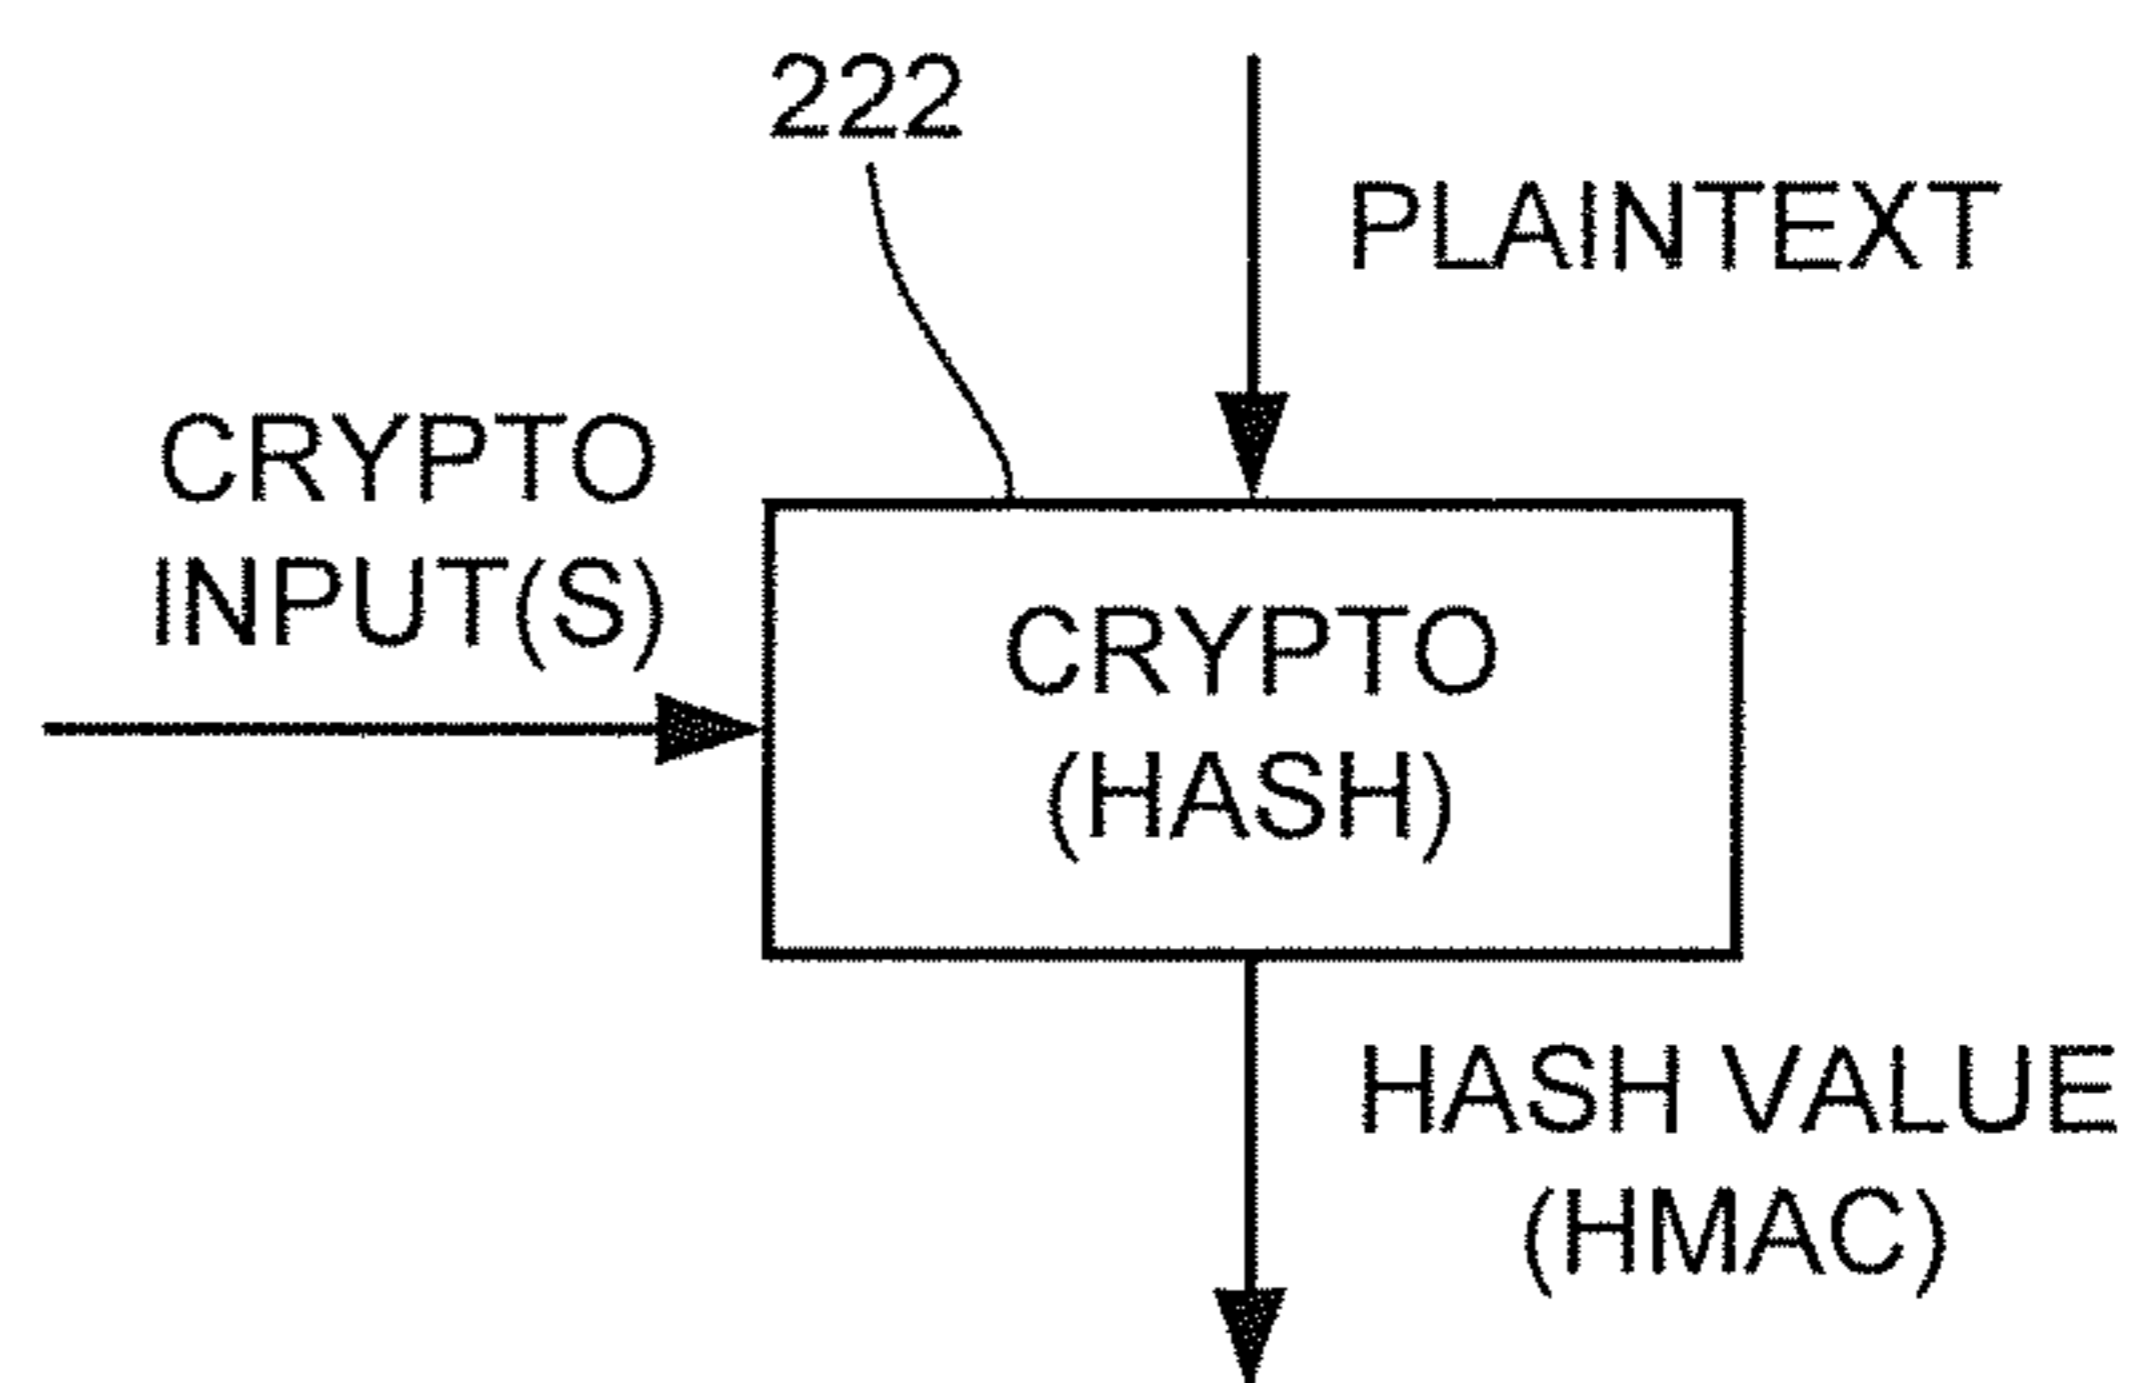 222
PLAINTEXT
CRYPTO
INPUT(S)
CRYPTO
(HASH)
HASH VALUE
(HMAC)